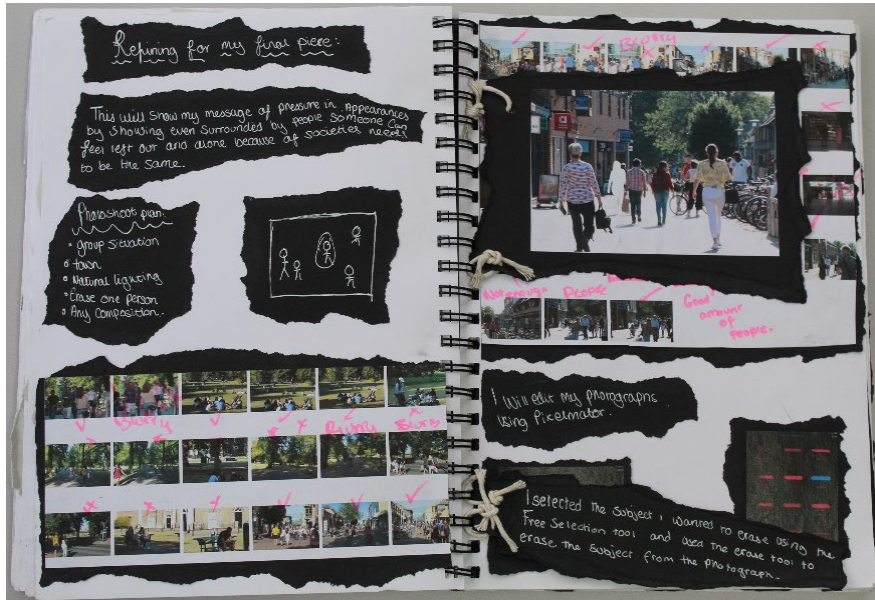 Refining for my final piece:
This will show my message of pressure in Appearances
by showing even surrounded by people someone can
feel left out and alone because of societies needs
to be the same.
Photoshoot plan:
• group situation
• town
• Natural lighting
• Erase one person
• Any composition.
Blurry
Blurry
Blurry
Blurry
Not enough
People
Good
amount
of
people.
I will edit my photographs
using Pixelmator.
I selected the subject I wanted to erase using the
Free Selection tool and used the erase tool to
erase the subject from the photograph.